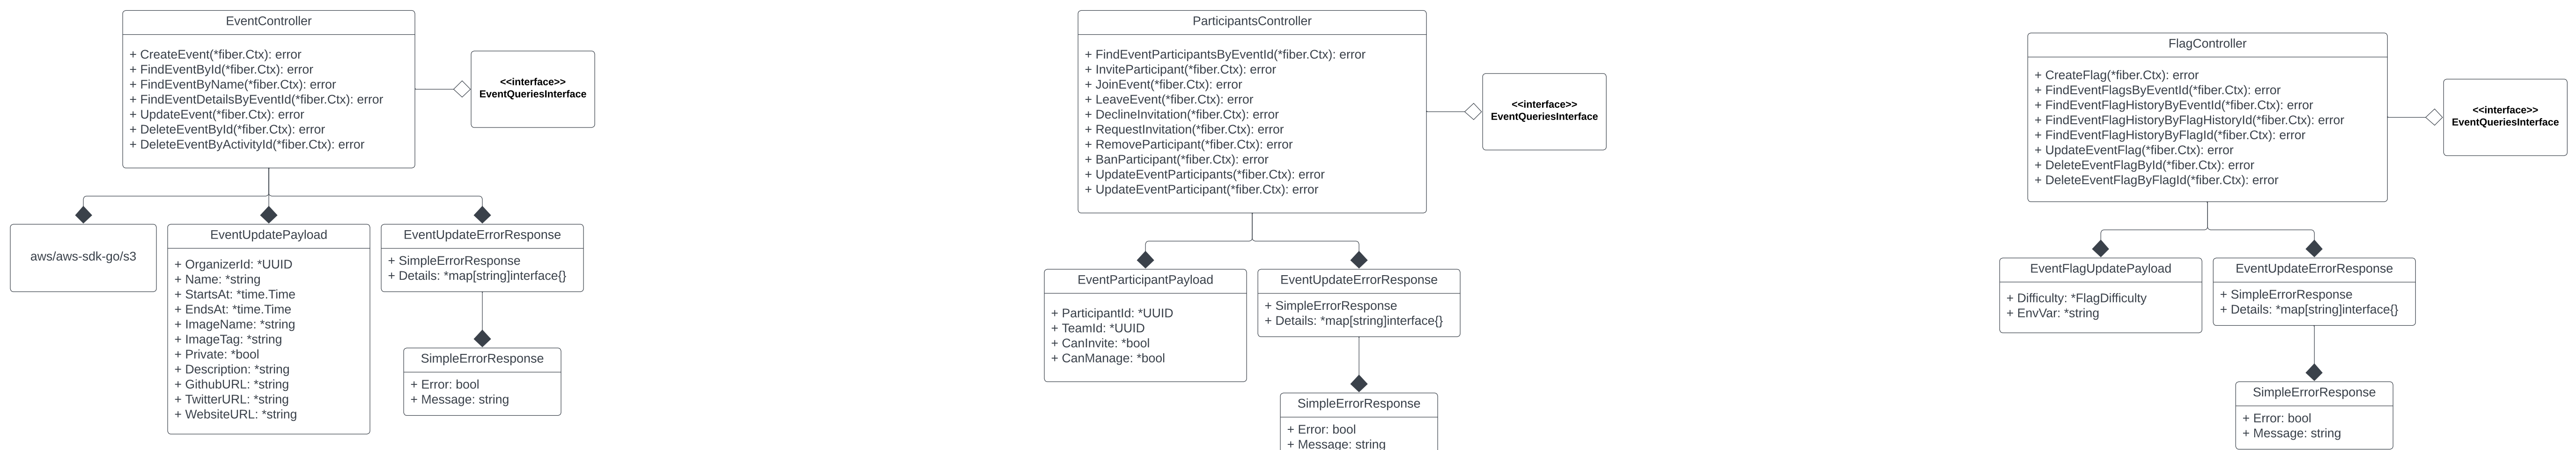 EventController
+ CreateEvent(*fiber.Ctx): error
+ FindEventById(*fiber.Ctx): error
+ FindEventByName(*fiber.Ctx): error
+ FindEventDetailsByEventId(*fiber.Ctx): error
+ UpdateEvent(*fiber.Ctx): error
+ DeleteEventById(*fiber.Ctx): error
+ DeleteEventByActivityId(*fiber.Ctx): error
<<interface>>
EventQueriesInterface
aws/aws-sdk-go/s3
EventUpdatePayload
+ OrganizerId: *UUID
+ Name: *string
+ StartsAt: *time.Time
+ EndsAt: *time.Time
+ ImageName: *string
+ ImageTag: *string
+ Private: *bool
+ Description: *string
+ GithubURL: *string
+ TwitterURL: *string
+ WebsiteURL: *string
EventUpdateErrorResponse
+ SimpleErrorResponse
+ Details: *map[string]interface{}
SimpleErrorResponse
+ Error: bool
+ Message: string
ParticipantsController
+ FindEventParticipantsByEventId(*fiber.Ctx): error
+ InviteParticipant(*fiber.Ctx): error
+ JoinEvent(*fiber.Ctx): error
+ LeaveEvent(*fiber.Ctx): error
+ DeclineInvitation(*fiber.Ctx): error
+ RequestInvitation(*fiber.Ctx): error
+ RemoveParticipant(*fiber.Ctx): error
+ BanParticipant(*fiber.Ctx): error
+ UpdateEventParticipants(*fiber.Ctx): error
+ UpdateEventParticipant(*fiber.Ctx): error
<<interface>>
EventQueriesInterface
EventParticipantPayload
+ ParticipantId: *UUID
+ TeamId: *UUID
+ CanInvite: *bool
+ CanManage: *bool
EventUpdateErrorResponse
+ SimpleErrorResponse
+ Details: *map[string]interface{}
SimpleErrorResponse
+ Error: bool
+ Message: string
FlagController
+ CreateFlag(*fiber.Ctx): error
+ FindEventFlagsByEventId(*fiber.Ctx): error
+ FindEventFlagHistoryByEventId(*fiber.Ctx): error
+ FindEventFlagHistoryByFlagHistoryId(*fiber.Ctx): error
+ FindEventFlagHistoryByFlagId(*fiber.Ctx): error
+ UpdateEventFlag(*fiber.Ctx): error
+ DeleteEventFlagById(*fiber.Ctx): error
+ DeleteEventFlagByFlagId(*fiber.Ctx): error
<<interface>>
EventQueriesInterface
EventFlagUpdatePayload
+ Difficulty: *FlagDifficulty
+ EnvVar: *string
EventUpdateErrorResponse
+ SimpleErrorResponse
+ Details: *map[string]interface{}
SimpleErrorResponse
+ Error: bool
+ Message: string